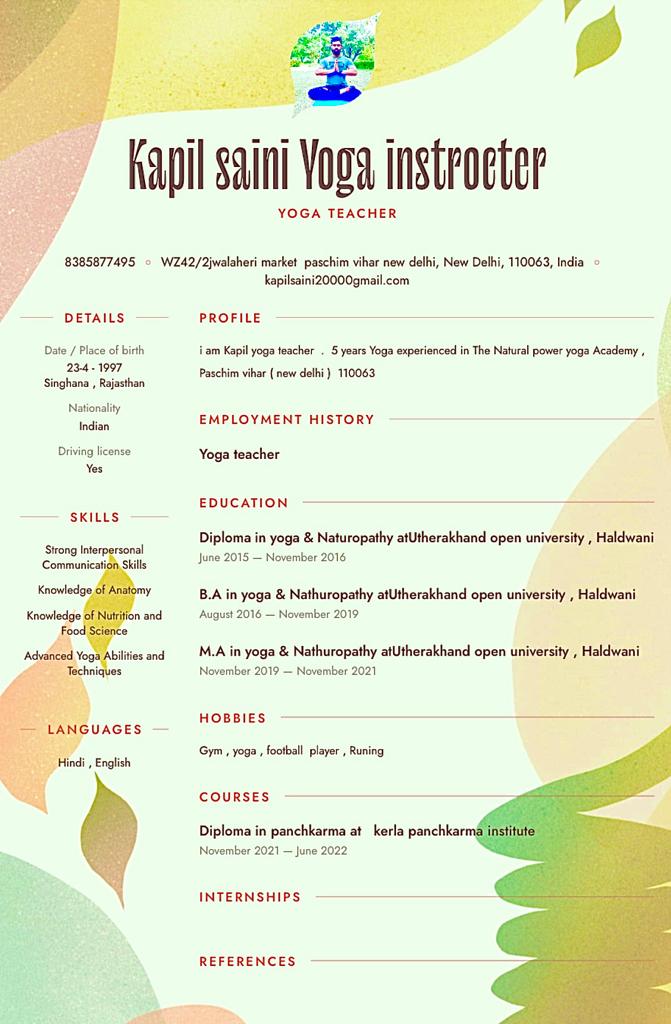 Kapil saini Yoga instrocter
YOGA TEACHER
8385877495 ∘ WZ42/2jwalaheri market paschim vihar new delhi, New Delhi, 110063, India ∘
kapilsaini20000gmail.com
DETAILS
Date / Place of birth
23-4 - 1997
Singhana , Rajasthan
Nationality
Indian
Driving license
Yes
SKILLS
Strong Interpersonal
Communication Skills
Knowledge of Anatomy
Knowledge of Nutrition and
Food Science
Advanced Yoga Abilities and
Techniques
LANGUAGES
Hindi , English
PROFILE
i am Kapil yoga teacher . 5 years Yoga experienced in The Natural power yoga Academy ,
Paschim vihar ( new delhi ) 110063
EMPLOYMENT HISTORY
Yoga teacher
EDUCATION
Diploma in yoga & Naturopathy atUtherakhand open university , Haldwani
June 2015 — November 2016
B.A in yoga & Nathuropathy atUtherakhand open university , Haldwani
August 2016 — November 2019
M.A in yoga & Nathuropathy atUtherakhand open university , Haldwani
November 2019 — November 2021
HOBBIES
Gym , yoga , football player , Runing
COURSES
Diploma in panchkarma at kerla panchkarma institute
November 2021 — June 2022
INTERNSHIPS
REFERENCES